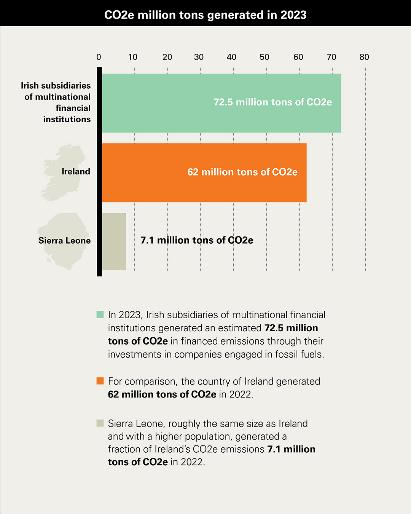 CO2e million tons generated in 2023
0 10 20 30 40 50 60 70 80
Irish subsidiaries
of multinational
financial
institutions
72.5 million tons of CO2e
Ireland
62 million tons of CO2e
Sierra Leone
7.1 million tons of CO2e
In 2023, Irish subsidiaries of multinational financial
institutions generated an estimated 72.5 million
tons of CO2e in financed emissions through their
investments in companies engaged in fossil fuels.
For comparison, the country of Ireland generated
62 million tons of CO2e in 2022.
Sierra Leone, roughly the same size as Ireland
and with a higher population, generated a
fraction of Ireland's CO2e emissions 7.1 million
tons of CO2e in 2022.